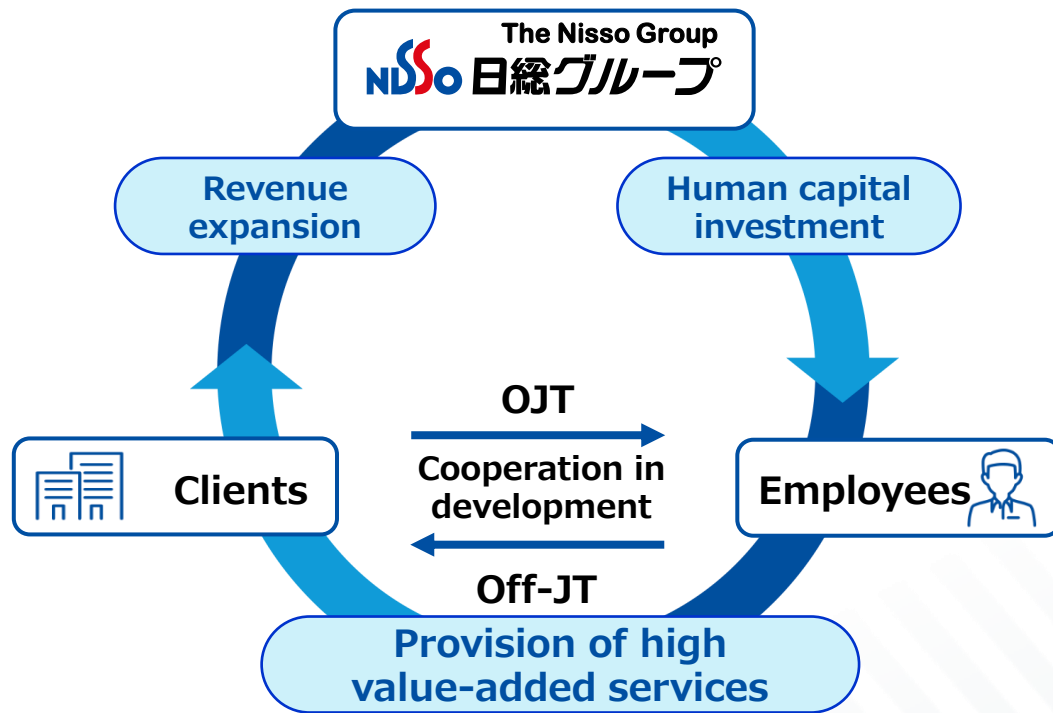 The Nisso Group
NISSO 日総グループ
Revenue
expansion
Human capital
investment
OJT
Clients
Cooperation in
development
Employees
Off-JT
Provision of high
value-added services